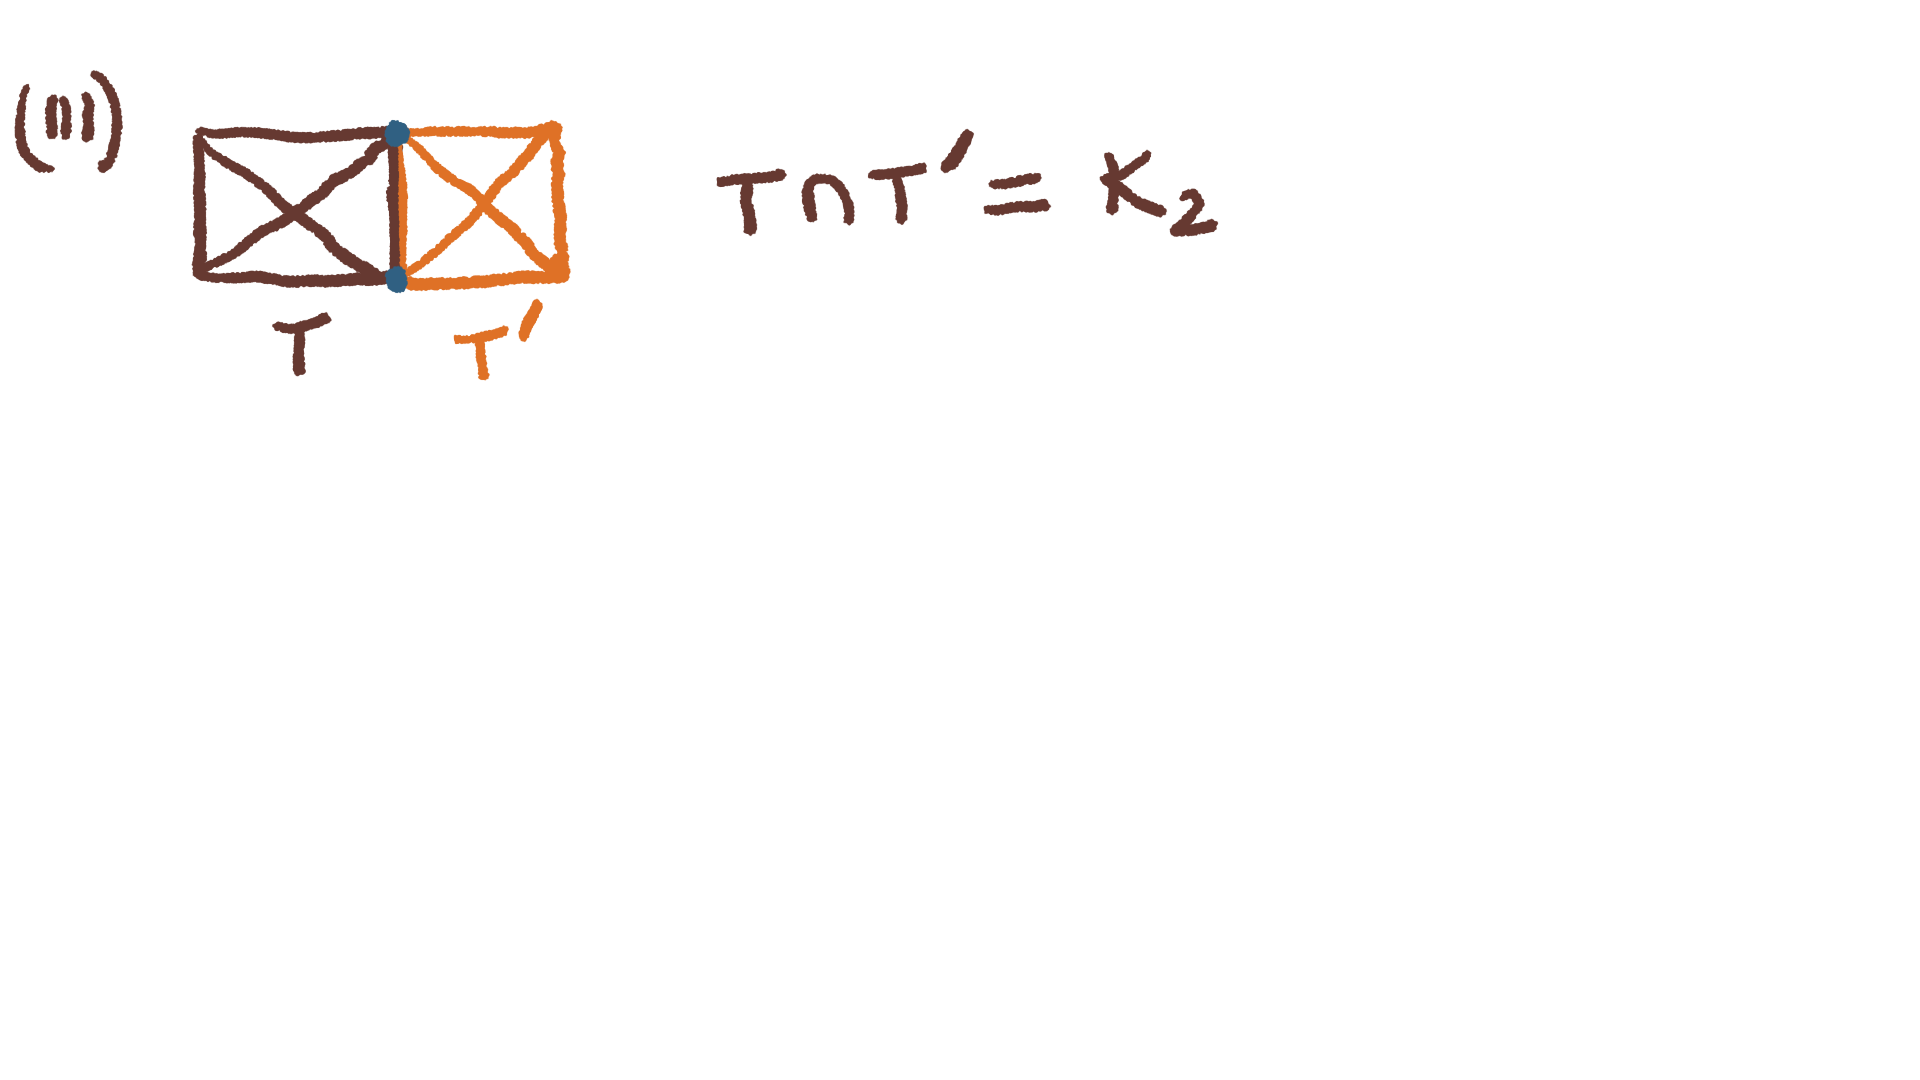 (III)
T ∩ T' = K₂
T T'